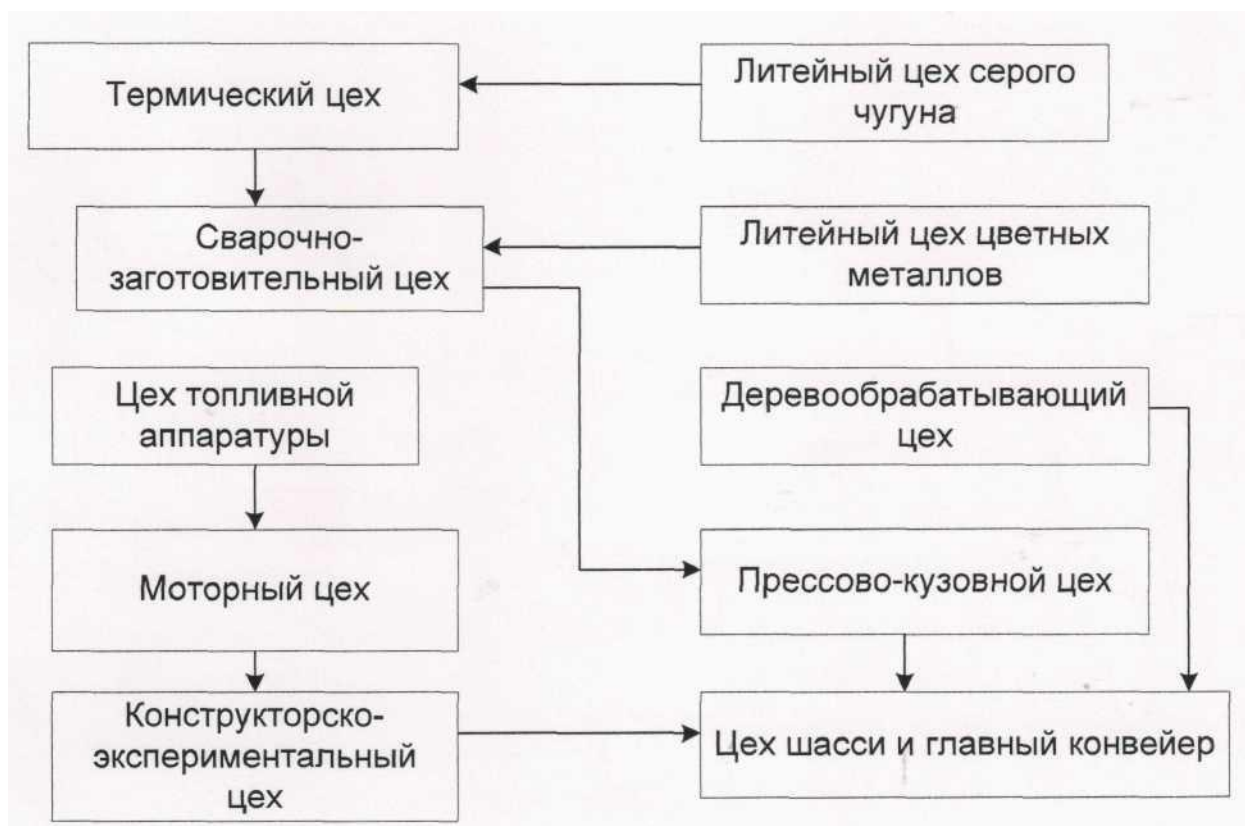 Термический цех
Литейный цех серого
чугуна
Сварочно-
заготовительный цех
Литейный цех цветных
металлов
Цех топливной
аппаратуры
Деревообрабатывающий
цех
Моторный цех
Прессово-кузовной цех
Конструкторско-
экспериментальный
цех
Цех шасси и главный конвейер